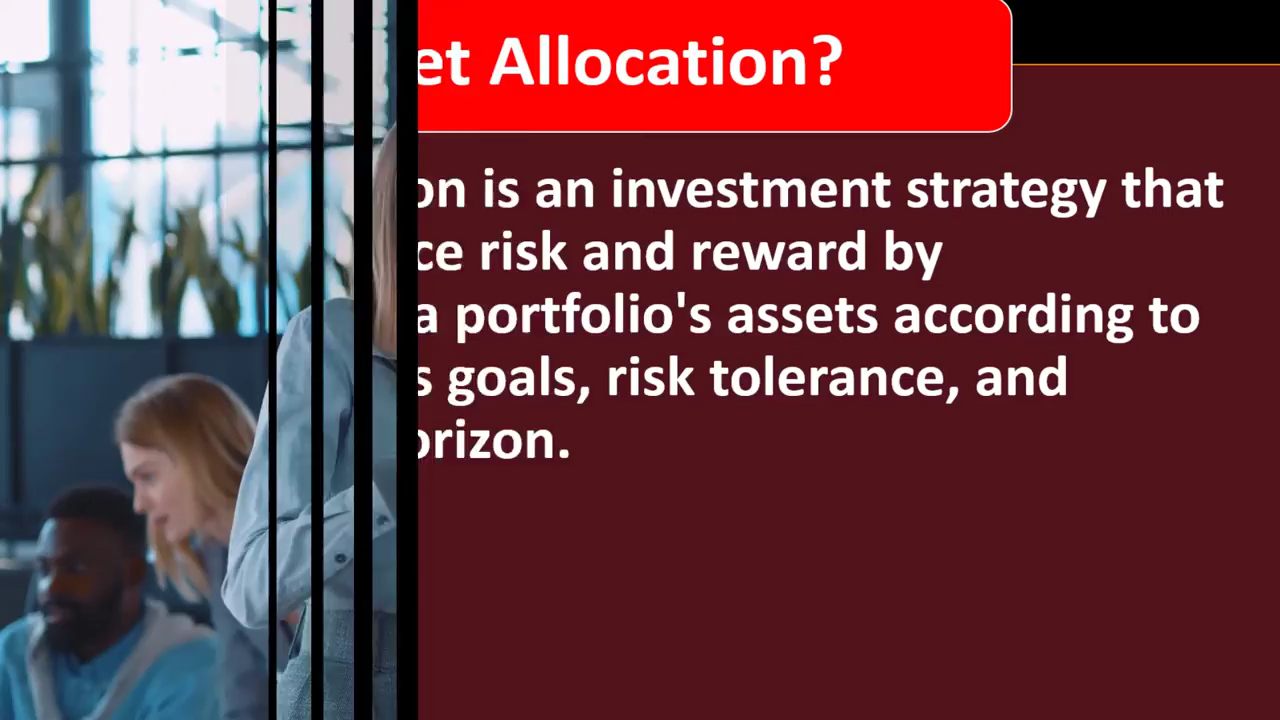 et Allocation?
on is an investment strategy that
ce risk and reward by
a portfolio's assets according to
s goals, risk tolerance, and
orizon.